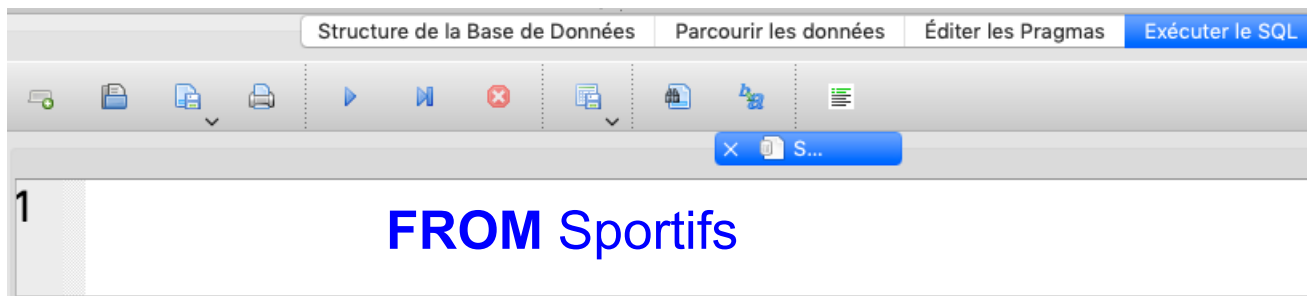 Structure de la Base de Données Parcourir les données Éditer les Pragmas Exécuter le SQL
S...
1 FROM Sportifs